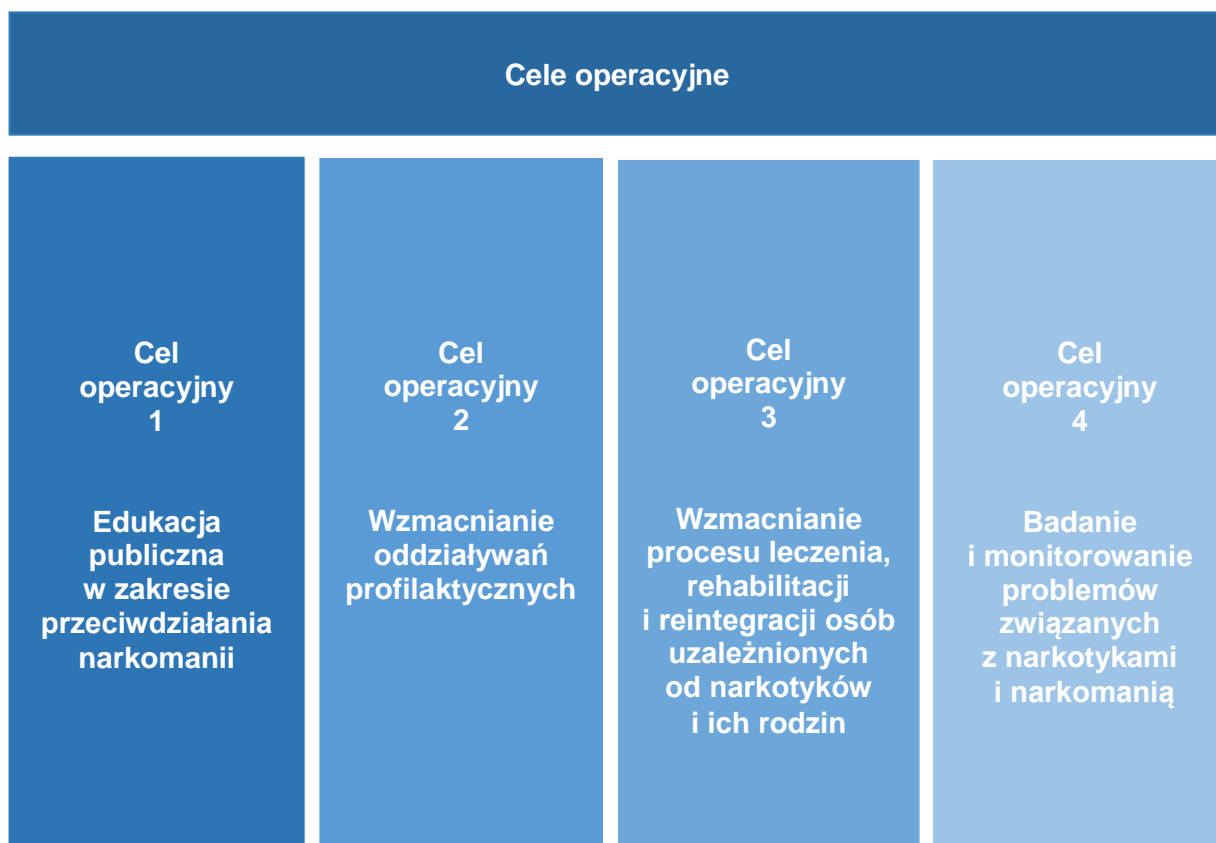 Cele operacyjne
Cel
operacyjny
1
Edukacja
publiczna
w zakresie
przeciwdziałania
narkomanii
Cel
operacyjny
2
Wzmacnianie
oddziaływań
profilaktycznych
Cel
operacyjny
3
Wzmacnianie
procesu leczenia,
rehabilitacji
i reintegracji osób
uzależnionych
od narkotyków
i ich rodzin
Cel
operacyjny
4
Badanie
i monitorowanie
problemów
związanych
z narkotykami
i narkomanią